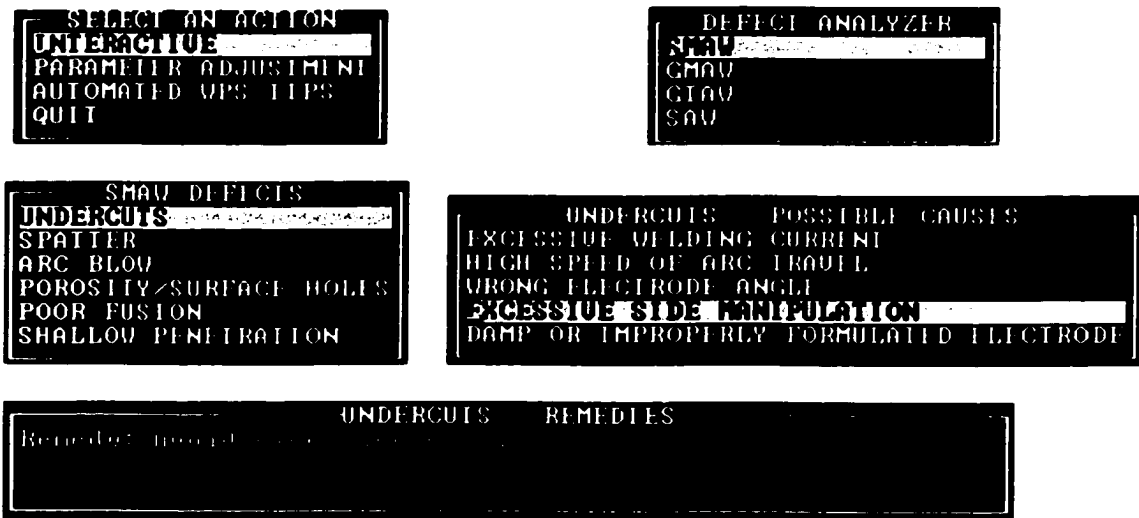 SELECT AN ACTION
INTERACTIVE
PARAMETER ADJUSTMENT
AUTOMATED WPS TIPS
QUIT
DEFECT ANALYZER
SMAW
GMAW
GTAW
SAW
SMAW DEFECTS
UNDERCUTS
SPATTER
ARC BLOW
POROSITY/SURFACE HOLES
POOR FUSION
SHALLOW PENETRATION
UNDERCUTS POSSIBLE CAUSES
EXCESSIVE WELDING CURRENT
HIGH SPEED OF ARC TRAVEL
WRONG ELECTRODE ANGLE
EXCESSIVE SIDE MANIPULATION
DAMP OR IMPROPERLY FORMULATED ELECTRODE
UNDERCUTS REMEDIES
Remedy: